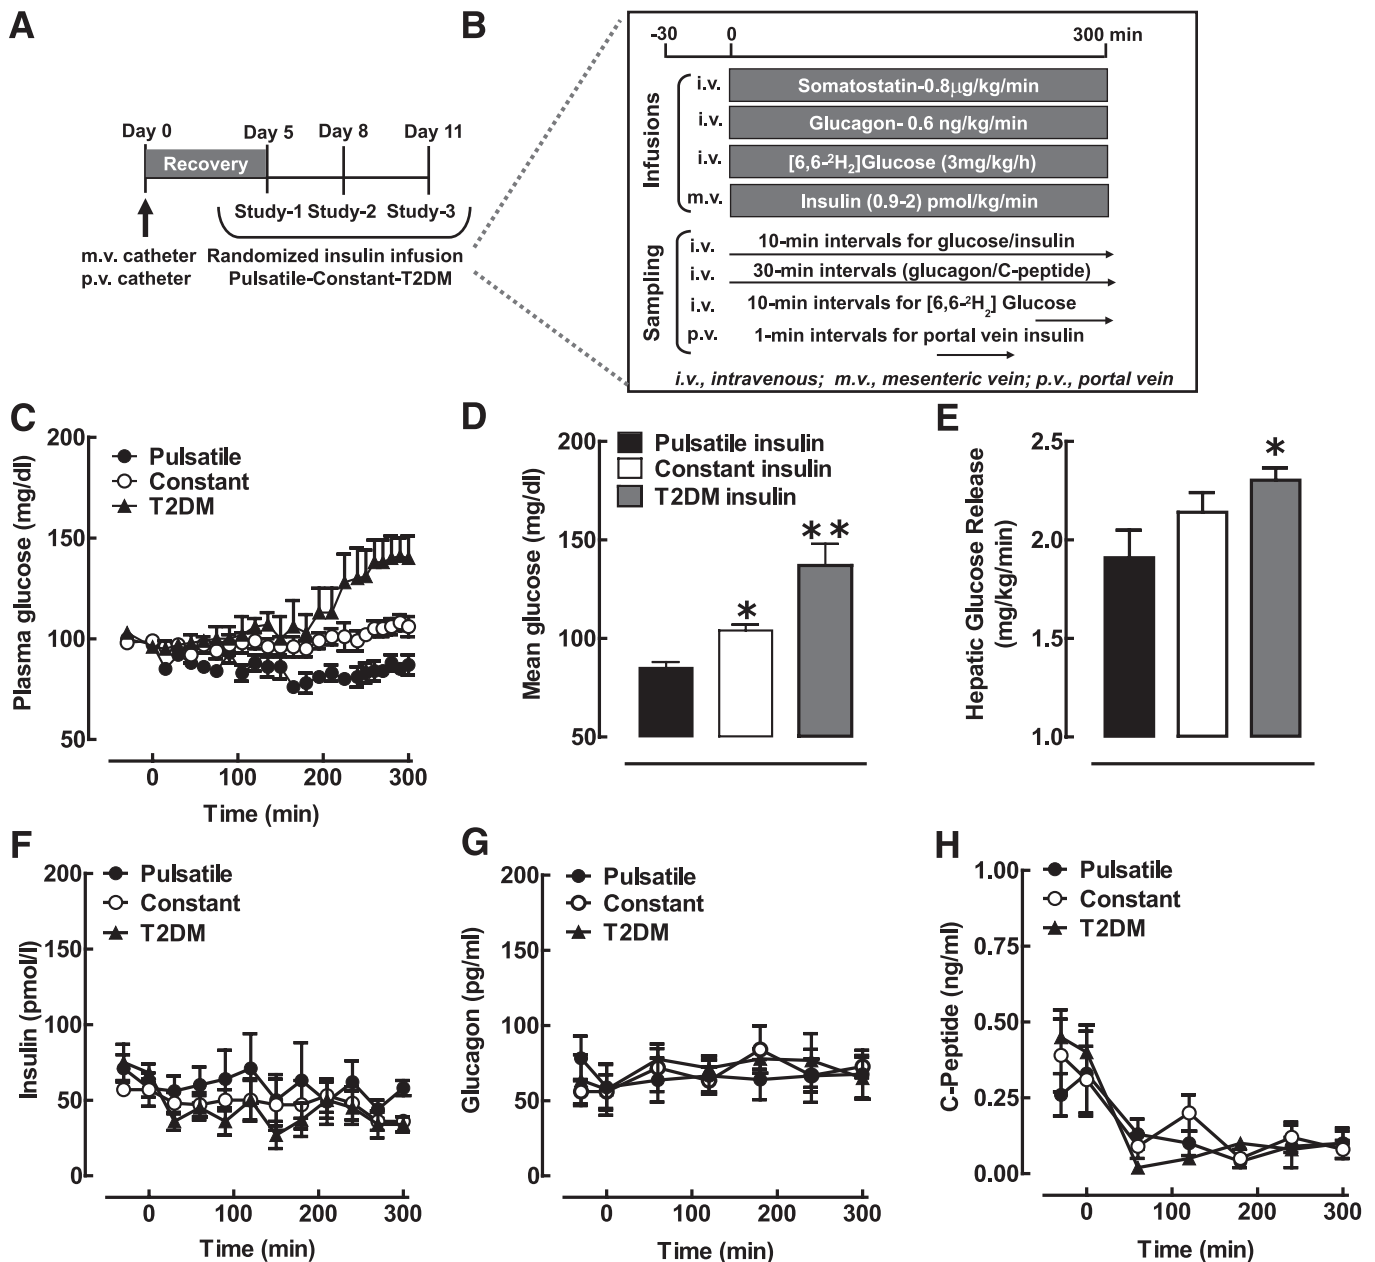 A
Day 0
Day 5
Day 8
Day 11
Recovery
Study-1 Study-2 Study-3
m.v. catheter
p.v. catheter
Randomized insulin infusion
Pulsatile-Constant-T2DM
B
-30
0
300 min
Infusions
i.v. Somatostatin-0.8µg/kg/min
i.v. Glucagon- 0.6 ng/kg/min
i.v. [6,6-²H₂]Glucose (3mg/kg/h)
m.v. Insulin (0.9-2) pmol/kg/min
Sampling
i.v. 10-min intervals for glucose/insulin
i.v. 30-min intervals (glucagon/C-peptide)
i.v. 10-min intervals for [6,6-²H₂] Glucose
p.v. 1-min intervals for portal vein insulin
i.v., intravenous; m.v., mesenteric vein; p.v., portal vein
C
Plasma glucose (mg/dl)
200
150
100
50
Pulsatile
Constant
T2DM
0 100 200 300
Time (min)
D
Mean glucose (mg/dl)
200
150
100
50
Pulsatile insulin
Constant insulin
T2DM insulin
*
**
E
Hepatic Glucose Release
(mg/kg/min)
2.5
2.0
1.5
1.0
*
F
Insulin (pmol/l)
200
150
100
50
0
Pulsatile
Constant
T2DM
0 100 200 300
Time (min)
G
Glucagon (pg/ml)
200
150
100
50
0
Pulsatile
Constant
T2DM
0 100 200 300
Time (min)
H
C-Peptide (ng/ml)
1.00
0.75
0.50
0.25
0.00
Pulsatile
Constant
T2DM
0 100 200 300
Time (min)